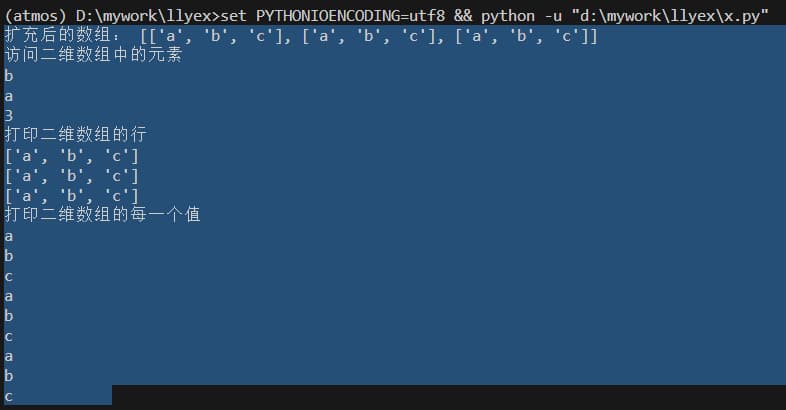 (atmos) D:\mywork\llyex>set PYTHONIOENCODING=utf8 && python -u "d:\mywork\llyex\x.py"
扩充后的数组： [['a', 'b', 'c'], ['a', 'b', 'c'], ['a', 'b', 'c']]
访问二维数组中的元素
b
a
3
打印二维数组的行
['a', 'b', 'c']
['a', 'b', 'c']
['a', 'b', 'c']
打印二维数组的每一个值
a
b
c
a
b
c
a
b
c